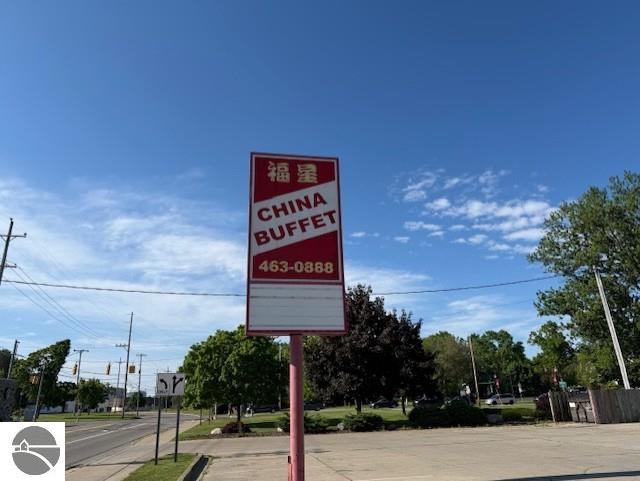 福星
CHINA
BUFFET
463-0888